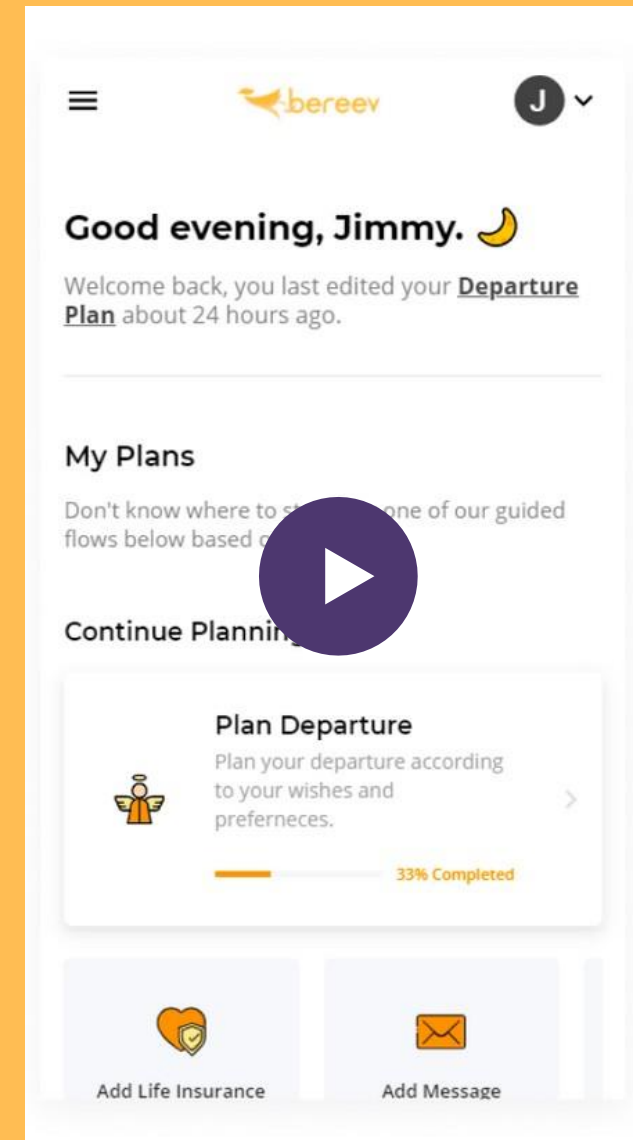 bereev
J
Good evening, Jimmy.
Welcome back, you last edited your Departure
Plan about 24 hours ago.
My Plans
Don't know where to one of our guided
flows below based
Continue Planning
Plan Departure
Plan your departure according
to your wishes and
preferneces.
33% Completed
Add Life Insurance
Add Message